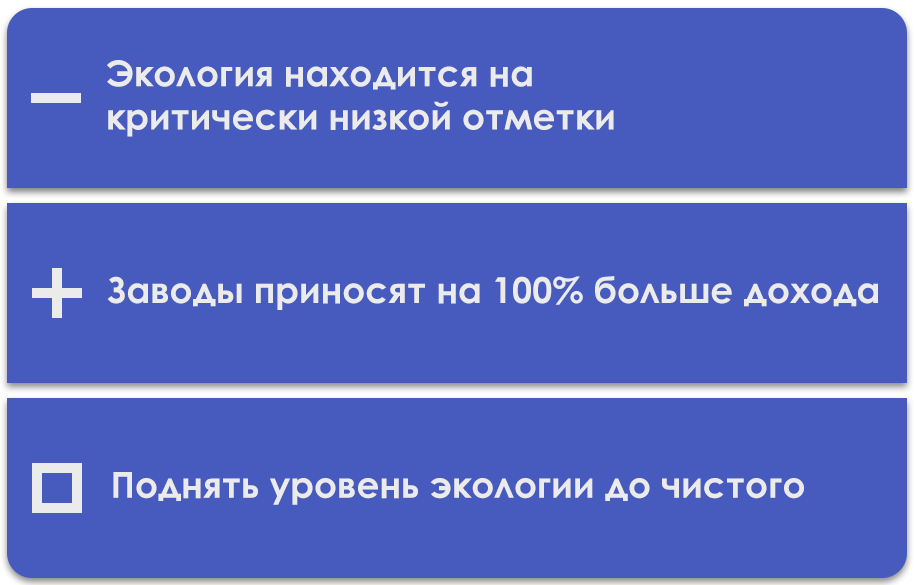 Экология находится на
критически низкой отметки
Заводы приносят на 100% больше дохода
Поднять уровень экологии до чистого